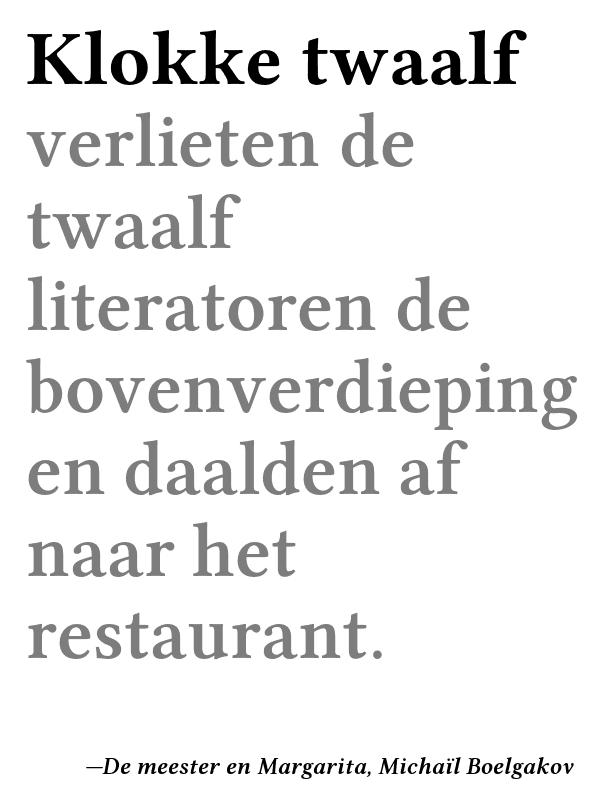 Klokke twaalf
verlieten de
twaalf
literatoren de
bovenverdieping
en daalden af
naar het
restaurant.
—De meester en Margarita, Michaïl Boelgakov